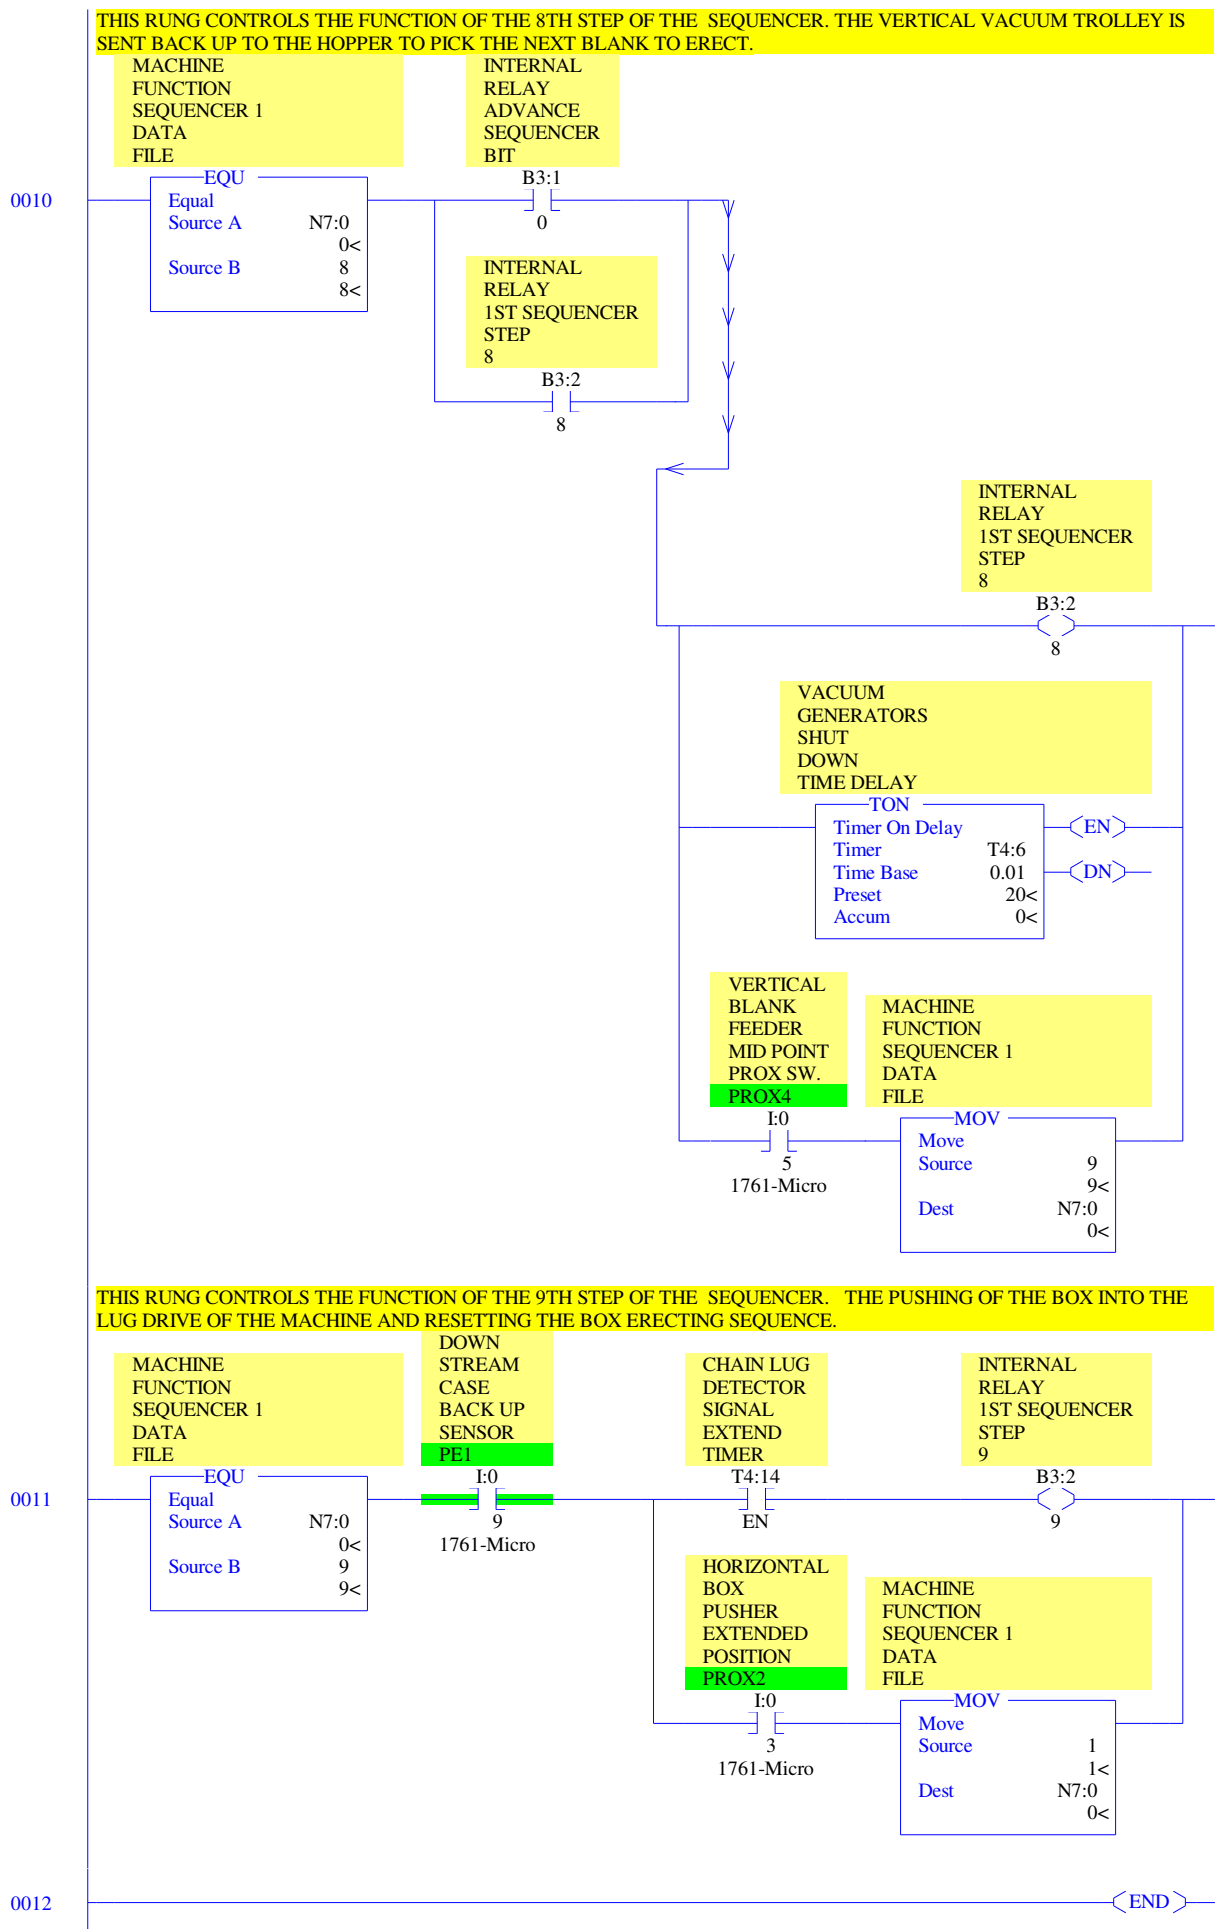 THIS RUNG CONTROLS THE FUNCTION OF THE 8TH STEP OF THE  SEQUENCER. THE VERTICAL VACUUM TROLLEY IS
SENT BACK UP TO THE HOPPER TO PICK THE NEXT BLANK TO ERECT.
MACHINE
FUNCTION
SEQUENCER 1
DATA
FILE
INTERNAL
RELAY
ADVANCE
SEQUENCER
BIT
0010
EQU
Equal
Source A N7:0
0<
Source B 8
8<
B3:1
0
INTERNAL
RELAY
1ST SEQUENCER
STEP
8
B3:2
8
INTERNAL
RELAY
1ST SEQUENCER
STEP
8
B3:2
8
VACUUM
GENERATORS
SHUT
DOWN
TIME DELAY
TON
Timer On Delay
Timer T4:6
Time Base 0.01
Preset 20<
Accum 0<
EN
DN
VERTICAL
BLANK
FEEDER
MID POINT
PROX SW.
PROX4
I:0
5
1761-Micro
MACHINE
FUNCTION
SEQUENCER 1
DATA
FILE
MOV
Move
Source 9
9<
Dest N7:0
0<
THIS RUNG CONTROLS THE FUNCTION OF THE 9TH STEP OF THE  SEQUENCER.   THE PUSHING OF THE BOX INTO THE
LUG DRIVE OF THE MACHINE AND RESETTING THE BOX ERECTING SEQUENCE.
MACHINE
FUNCTION
SEQUENCER 1
DATA
FILE
0011
EQU
Equal
Source A N7:0
0<
Source B 9
9<
DOWN
STREAM
CASE
BACK UP
SENSOR
PE1
I:0
9
1761-Micro
CHAIN LUG
DETECTOR
SIGNAL
EXTEND
TIMER
T4:14
EN
INTERNAL
RELAY
1ST SEQUENCER
STEP
9
B3:2
9
HORIZONTAL
BOX
PUSHER
EXTENDED
POSITION
PROX2
I:0
3
1761-Micro
MACHINE
FUNCTION
SEQUENCER 1
DATA
FILE
MOV
Move
Source 1
1<
Dest N7:0
0<
0012
END